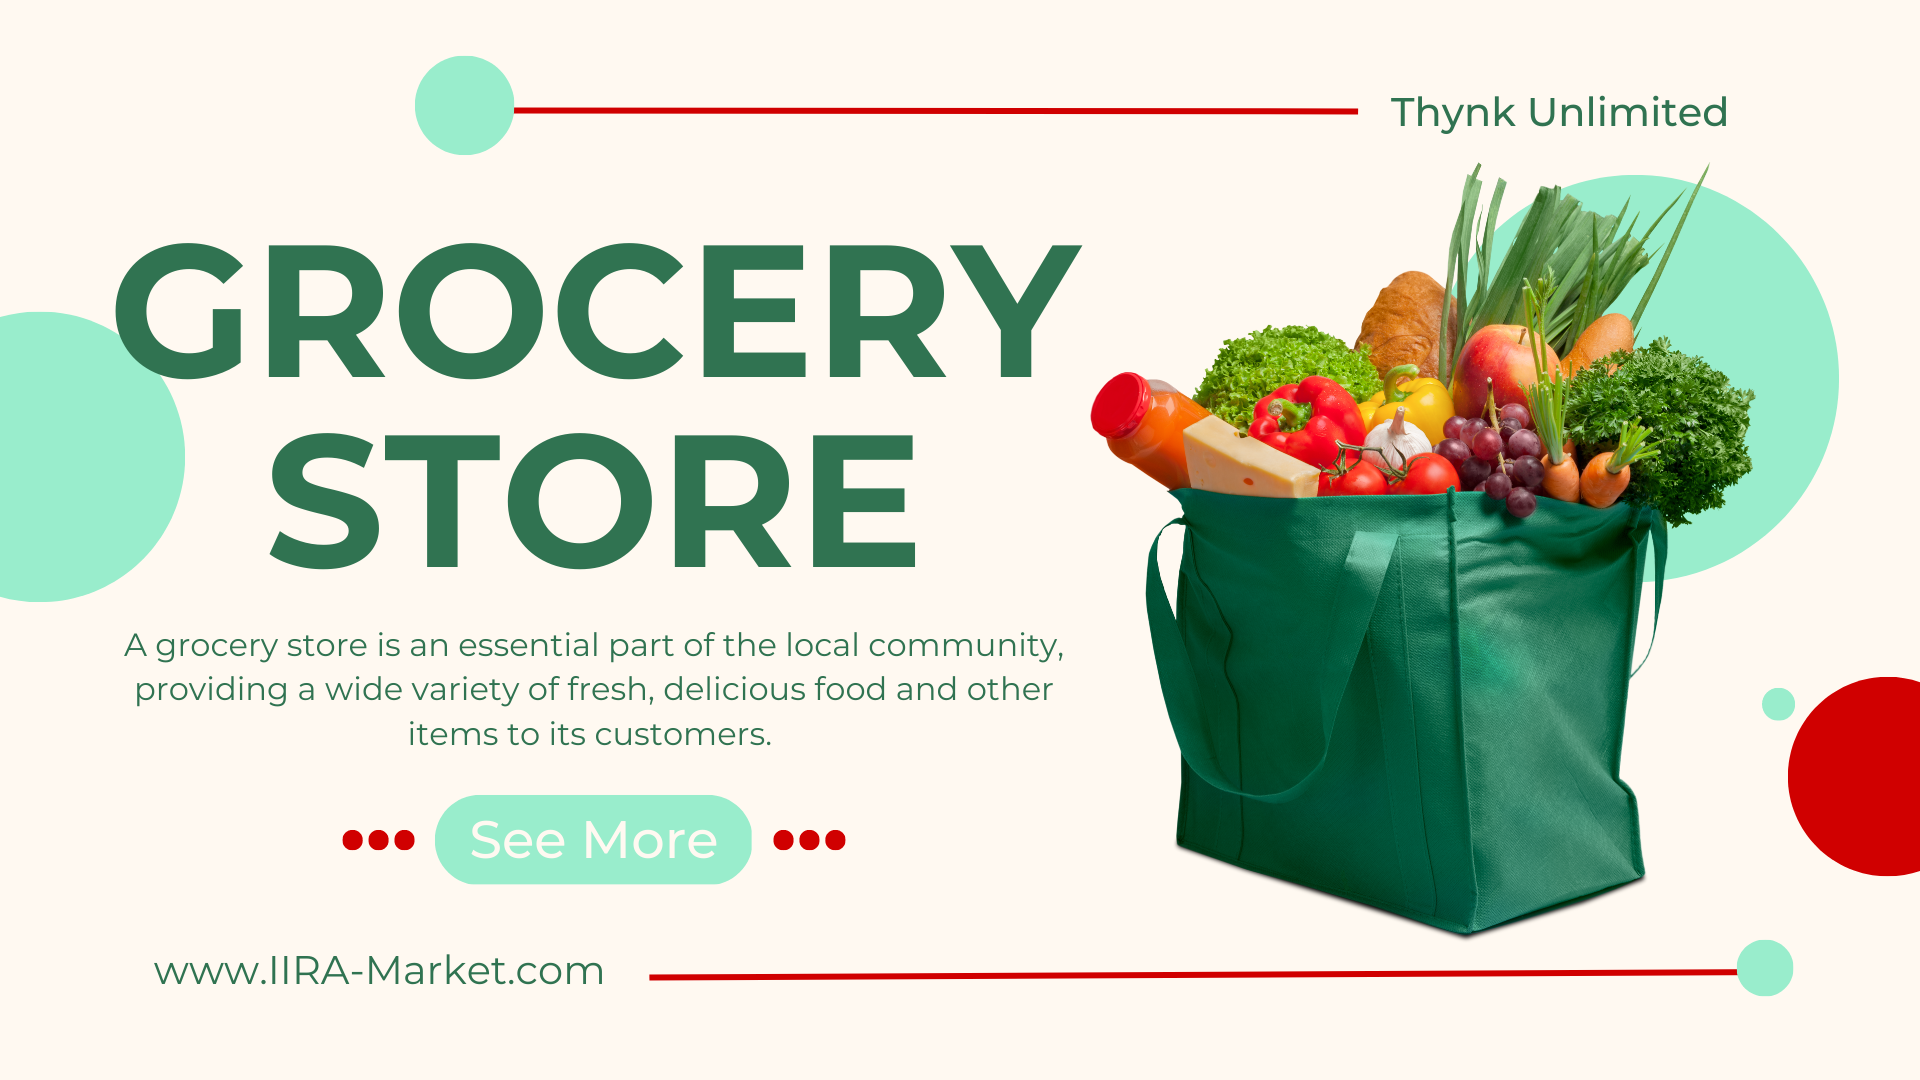 Thynk Unlimited
GROCERY
STORE
A grocery store is an essential part of the local community,
providing a wide variety of fresh, delicious food and other
items to its customers.
See More
www.IIRA-Market.com